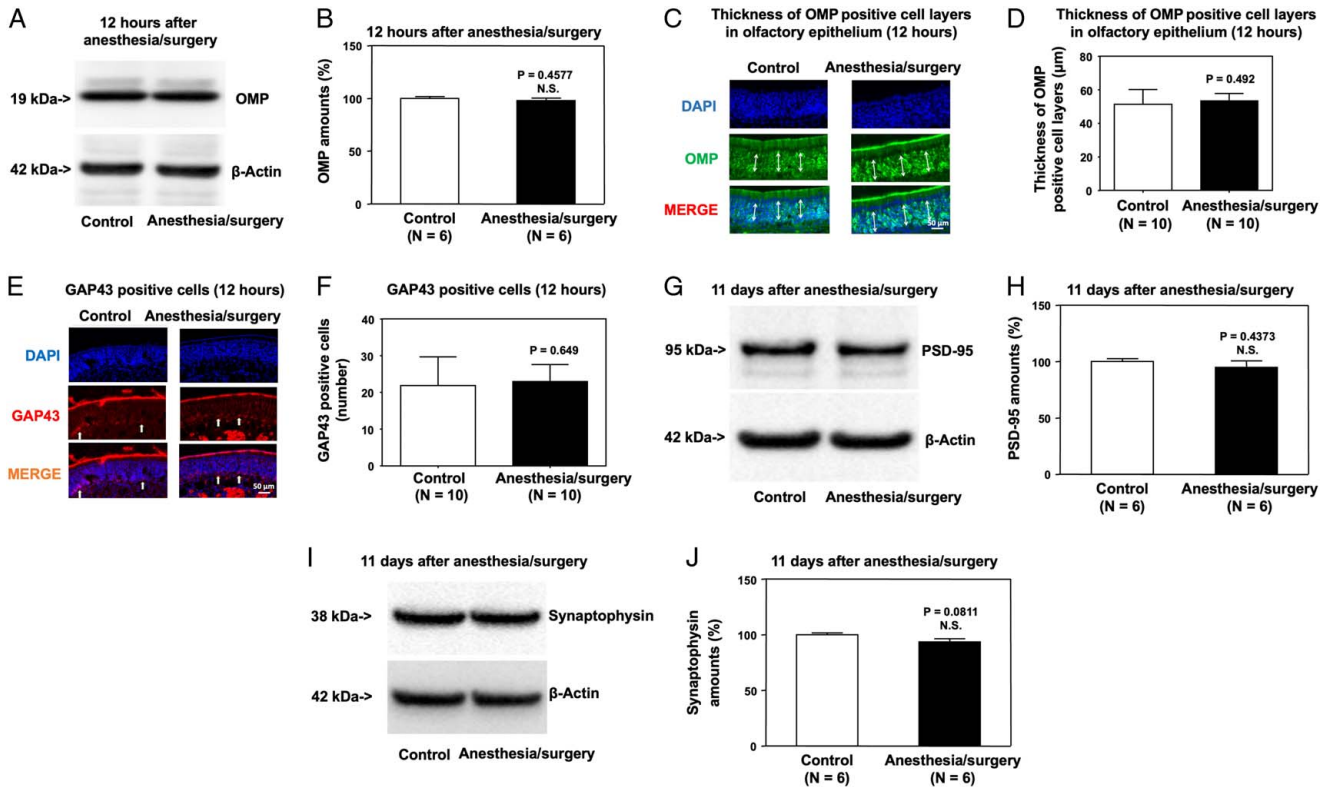 A
12 hours after
anesthesia/surgery
19 kDa->
OMP
42 kDa->
β-Actin
Control Anesthesia/surgery
B
12 hours after anesthesia/surgery
OMP amounts (%)
150
100
50
0
P = 0.4577
N.S.
Control
(N = 6)
Anesthesia/surgery
(N = 6)
C
Thickness of OMP positive cell layers
in olfactory epithelium (12 hours)
Control Anesthesia/surgery
DAPI
OMP
MERGE
50 µm
D
Thickness of OMP positive cell layers
in olfactory epithelium (12 hours)
Thickness of OMP
positive cell layers (µm)
80
60
40
20
0
P = 0.492
Control
(N = 10)
Anesthesia/surgery
(N = 10)
E
GAP43 positive cells (12 hours)
Control Anesthesia/surgery
DAPI
GAP43
MERGE
50 µm
F
GAP43 positive cells (12 hours)
GAP43 positive cells
(number)
40
30
20
10
0
P = 0.649
Control
(N = 10)
Anesthesia/surgery
(N = 10)
G
11 days after anesthesia/surgery
95 kDa->
PSD-95
42 kDa->
β-Actin
Control Anesthesia/surgery
H
11 days after anesthesia/surgery
PSD-95 amounts (%)
150
100
50
0
P = 0.4373
N.S.
Control
(N = 6)
Anesthesia/surgery
(N = 6)
I
11 days after anesthesia/surgery
38 kDa->
Synaptophysin
42 kDa->
β-Actin
Control Anesthesia/surgery
J
11 days after anesthesia/surgery
Synaptophysin
amounts (%)
150
100
50
0
P = 0.0811
N.S.
Control
(N = 6)
Anesthesia/surgery
(N = 6)